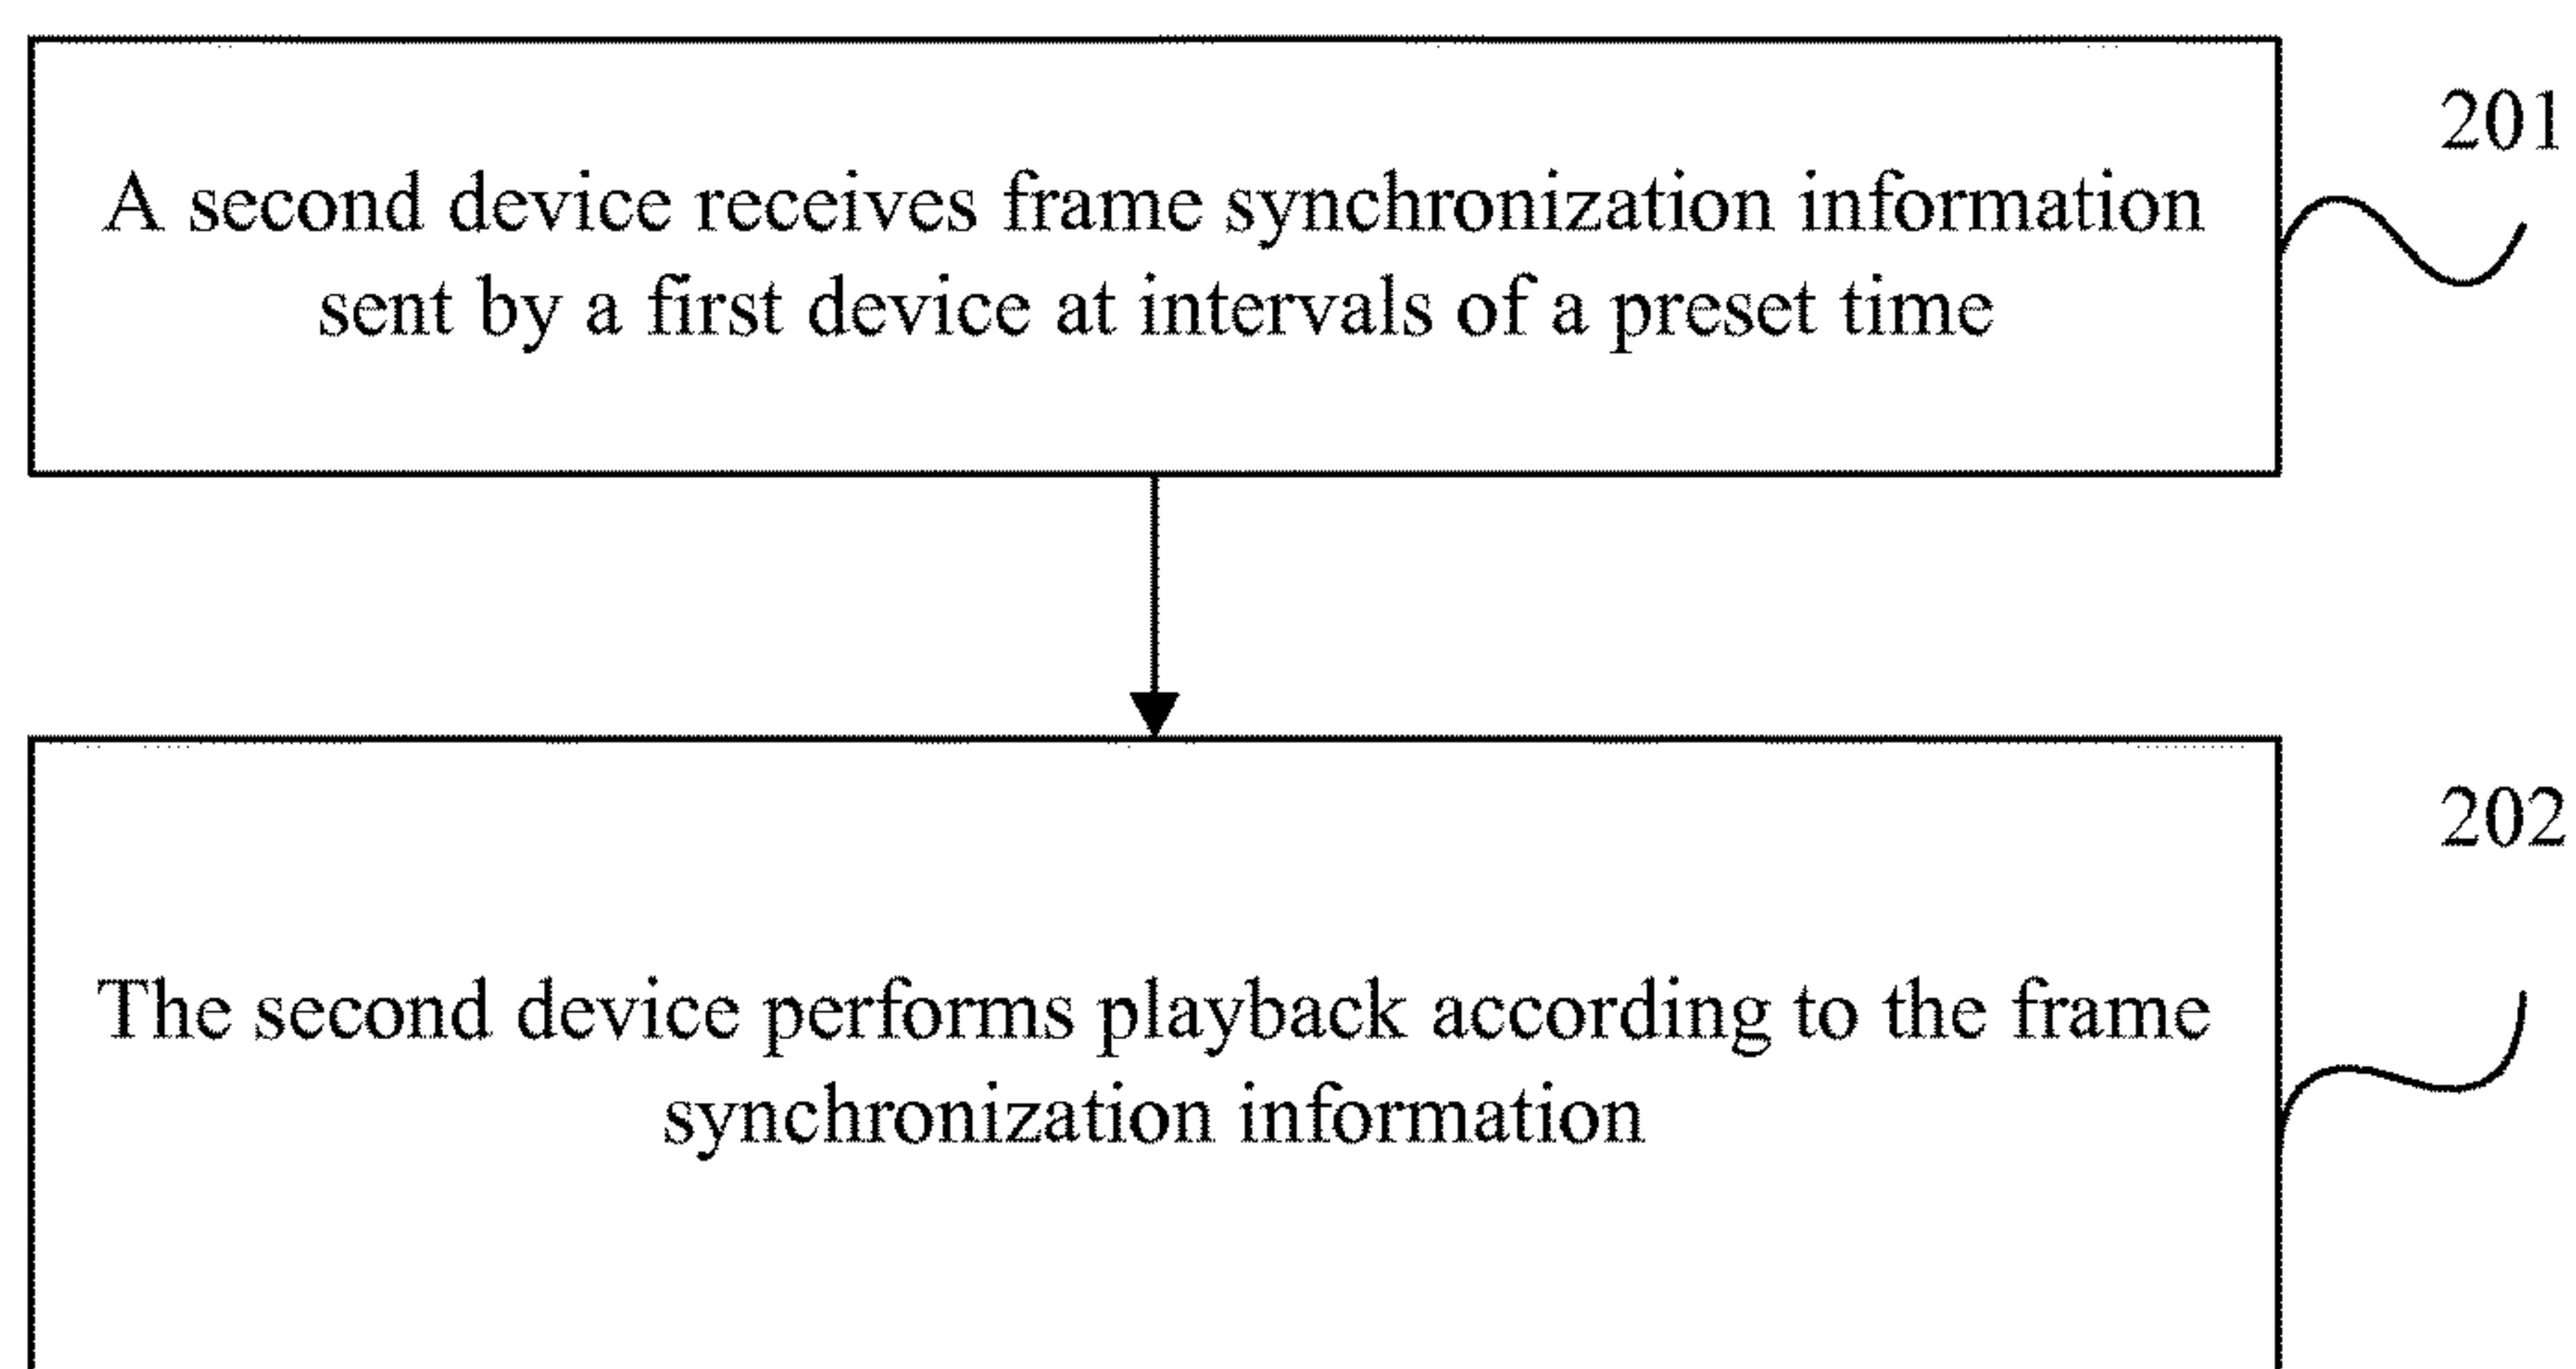 A second device receives frame synchronization information
sent by a first device at intervals of a preset time
201
The second device performs playback according to the frame
synchronization information
202